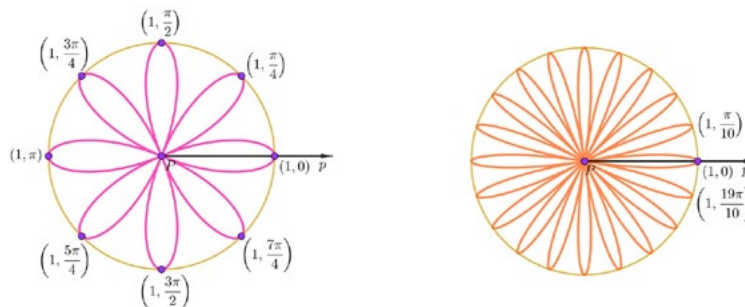 (1, π/2)
(1, 3π/4)
(1, π/4)
(1, π)
P
(1,0)
p
(1, 5π/4)
(1, 7π/4)
(1, 3π/2)
(1, π/10)
P
(1,0)
(1, 19π/10)